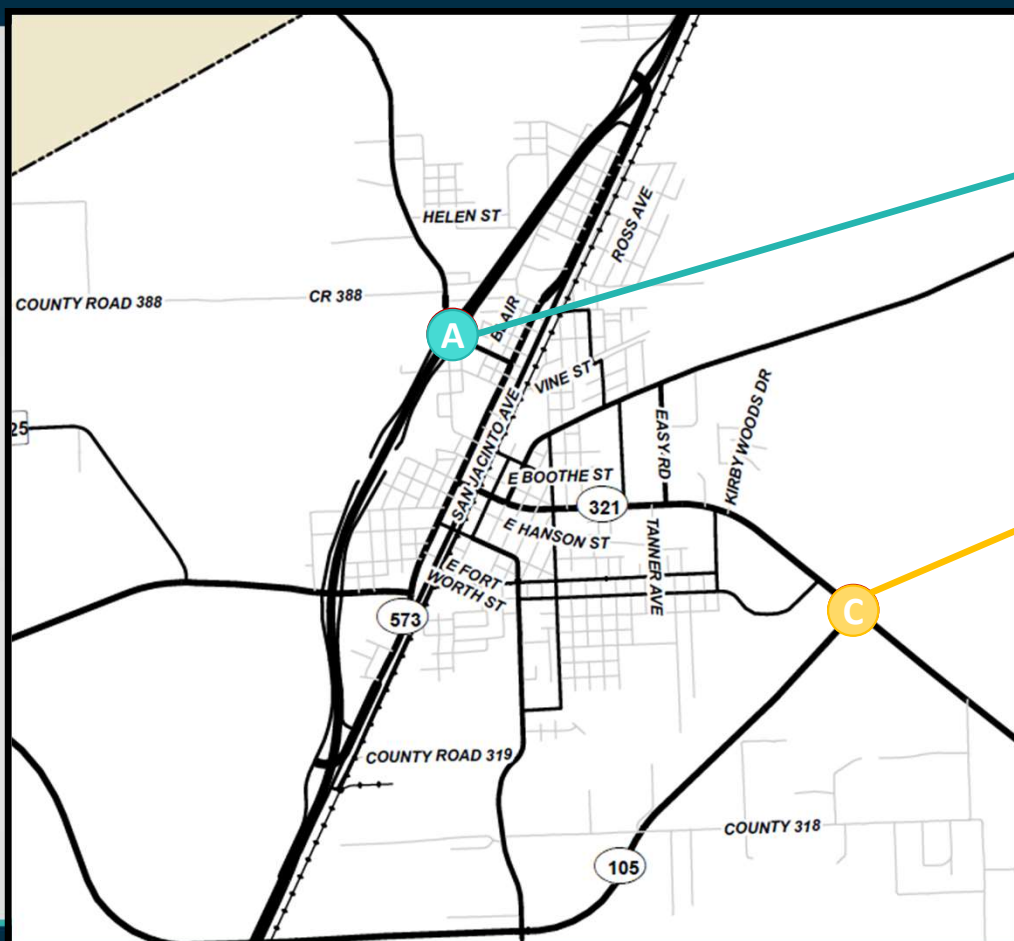 HELEN ST
ROSS AVE
COUNTY ROAD 388
CR 388
BLAIR
A
VINE ST
SAN JACINTO AVE
EASY RD
KIRBY WOODS DR
25
E BOOTHE ST
321
E HANSON ST
TANNER AVE
E FORT
WORTH ST
573
C
COUNTY ROAD 319
COUNTY 318
105